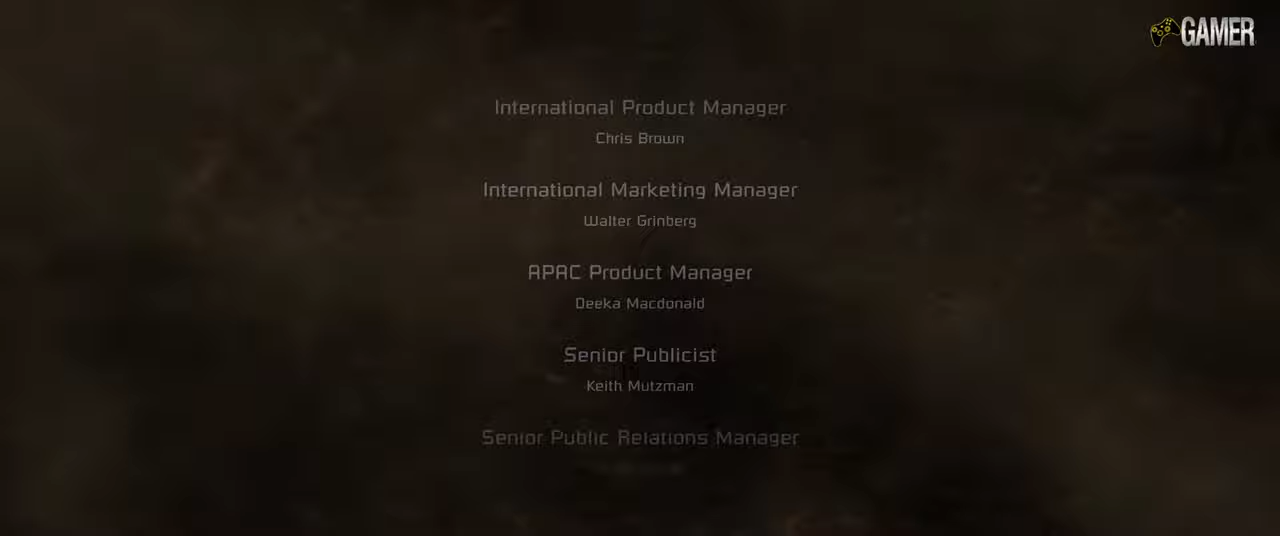 GAMER
International Product Manager
Chris Brown
International Marketing Manager
Walter Grinberg
APAC Product Manager
Deeka Macdonald
Senior Publicist
Keith Mutzman
Senior Public Relations Manager